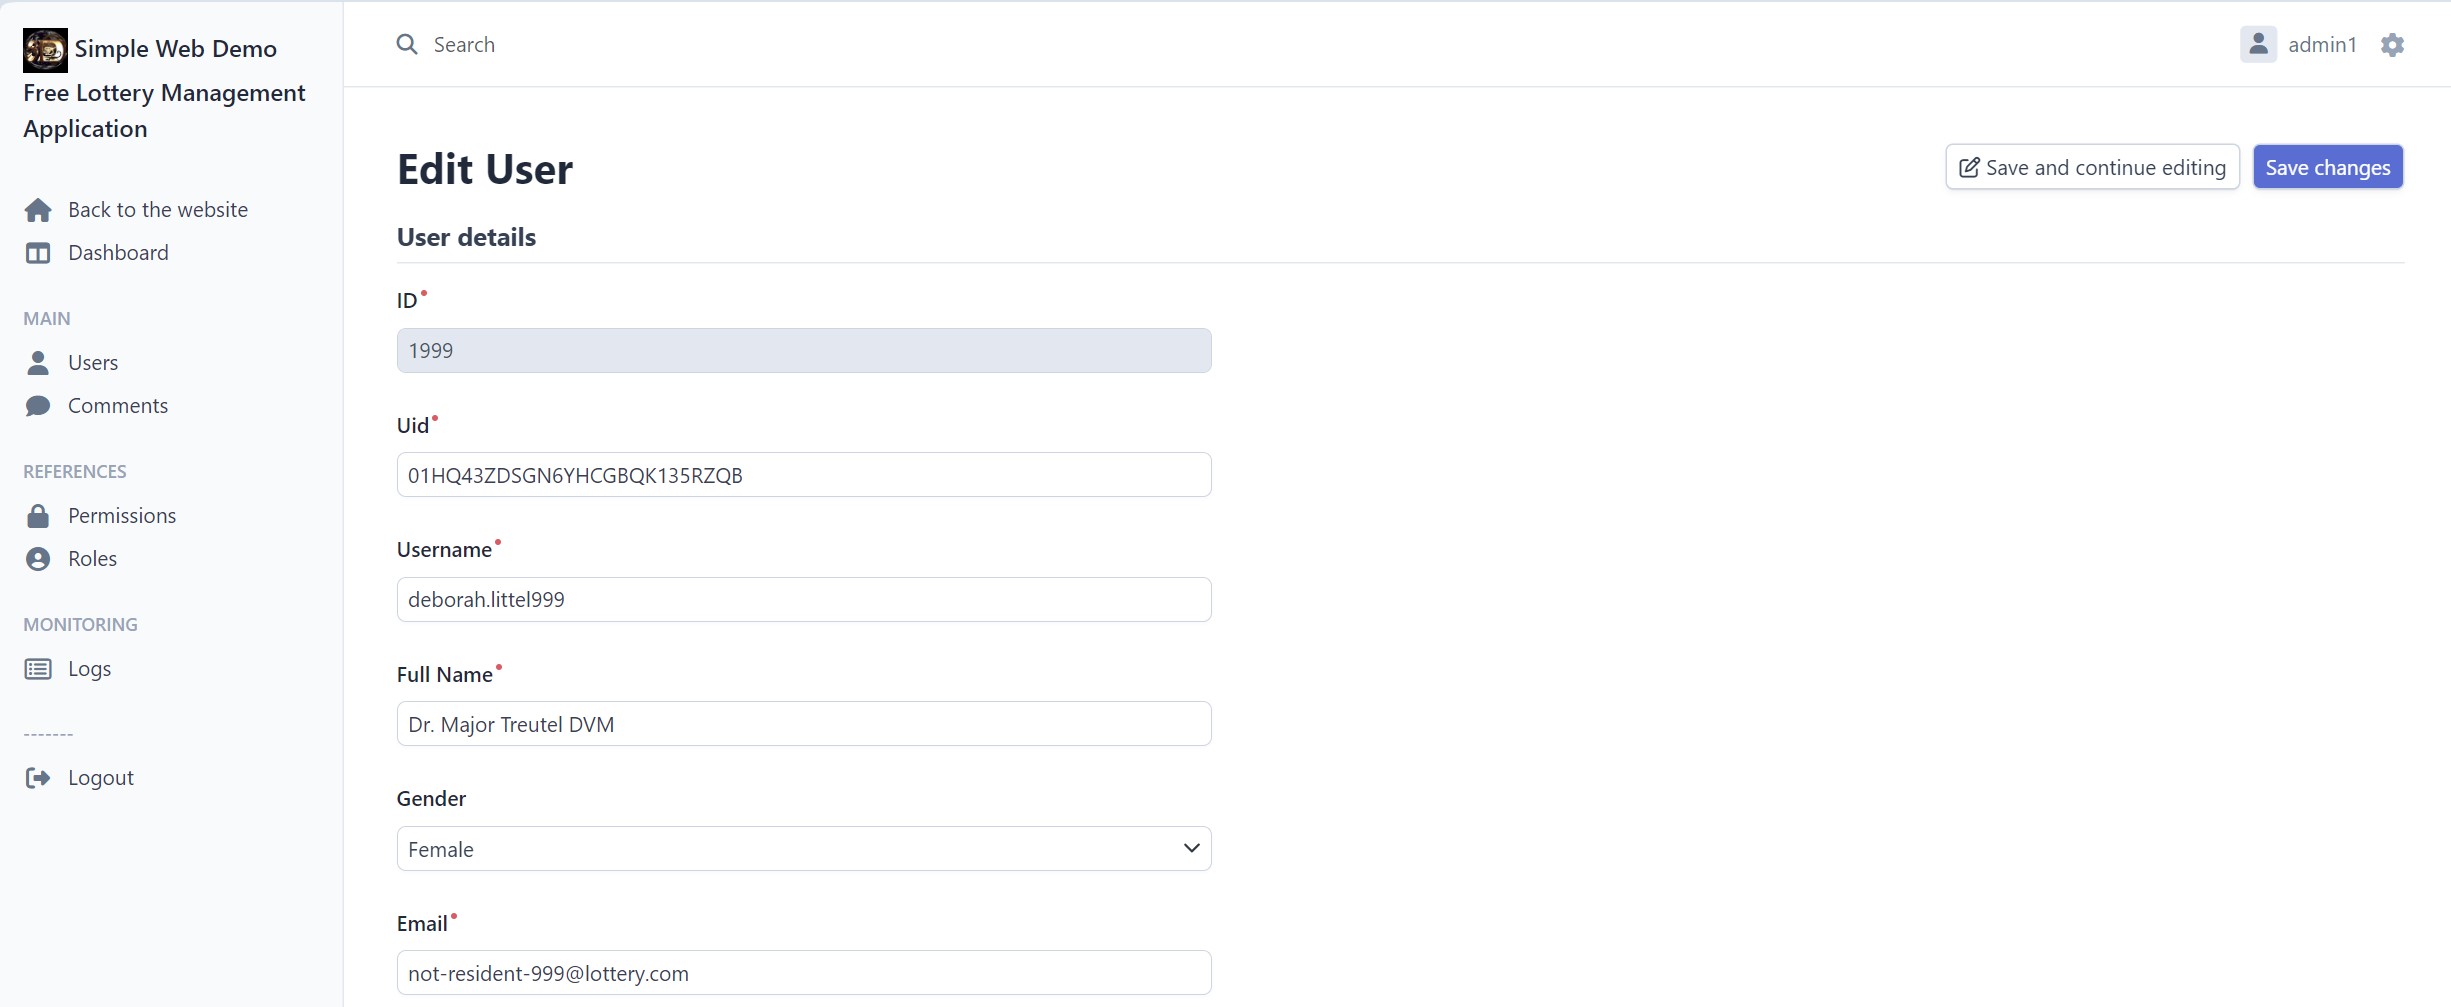 Simple Web Demo
Free Lottery Management
Application
Back to the website
Dashboard
MAIN
Users
Comments
REFERENCES
Permissions
Roles
MONITORING
Logs
-------
Logout
Search
admin1
Edit User
Save and continue editing
Save changes
User details
ID
1999
Uid
01HQ43ZDSGN6YHCGBQK135RZQB
Username
deborah.littel999
Full Name
Dr. Major Treutel DVM
Gender
Female
Email
not-resident-999@lottery.com